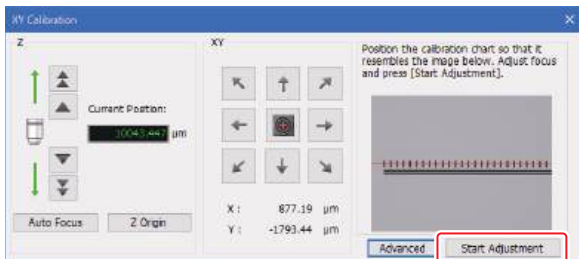 XY Calibration
Z
Current Position:
10043.447 µm
Auto Focus
Z Origin
XY
X : 877.19 µm
Y : -1793.44 µm
Position the calibration chart so that it
resembles the image below. Adjust focus
and press [Start Adjustment].
Advanced
Start Adjustment